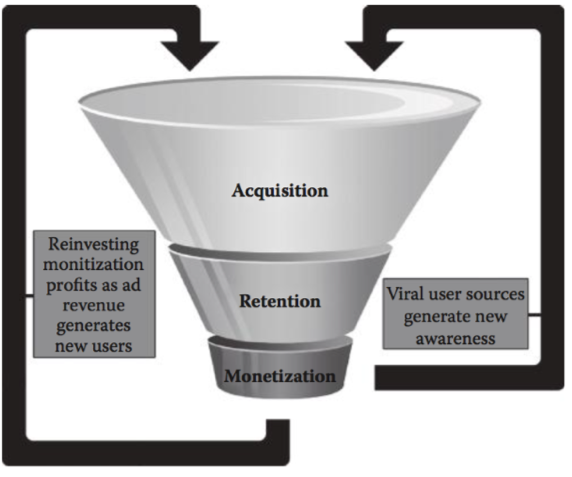 Acquisition
Reinvesting
monitization
profits as ad
revenue
generates
new users
Retention
Viral user sources
generate new
awareness
Monetization